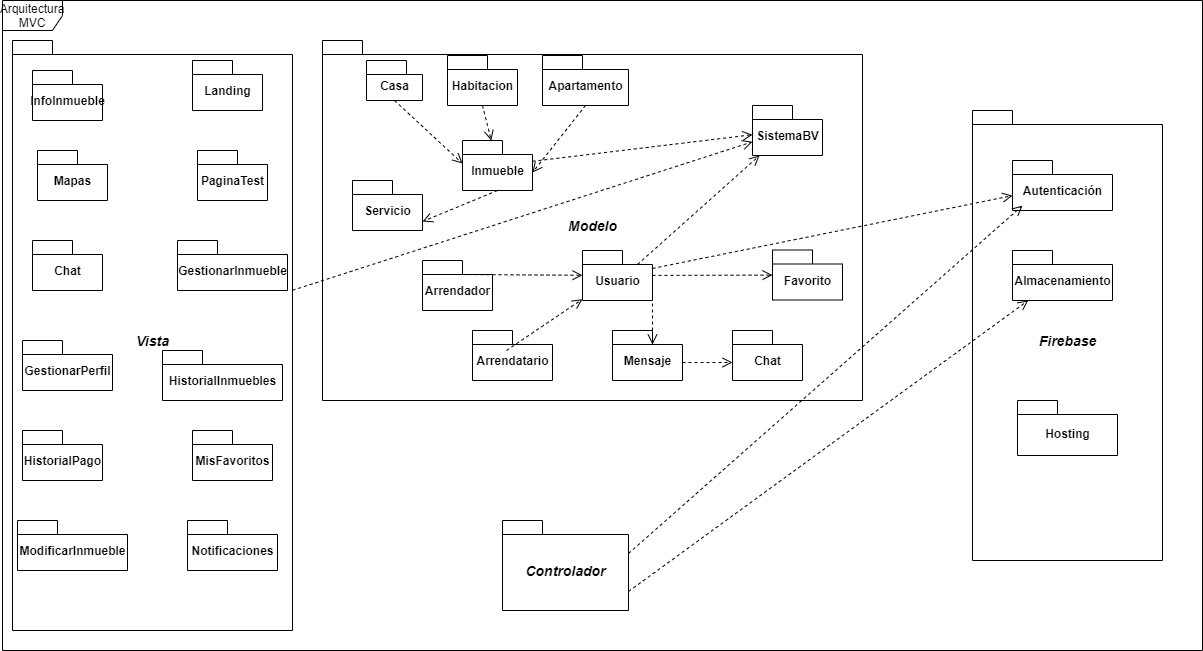 Arquitectura
MVC
InfoInmueble
Landing
Mapas
PaginaTest
Chat
GestionarInmueble
Vista
GestionarPerfil
HistorialInmuebles
HistorialPago
MisFavoritos
ModificarInmueble
Notificaciones
Casa
Habitacion
Apartamento
SistemaBV
Inmueble
Servicio
Modelo
Arrendador
Usuario
Favorito
Arrendatario
Mensaje
Chat
Controlador
Autenticación
Almacenamiento
Firebase
Hosting